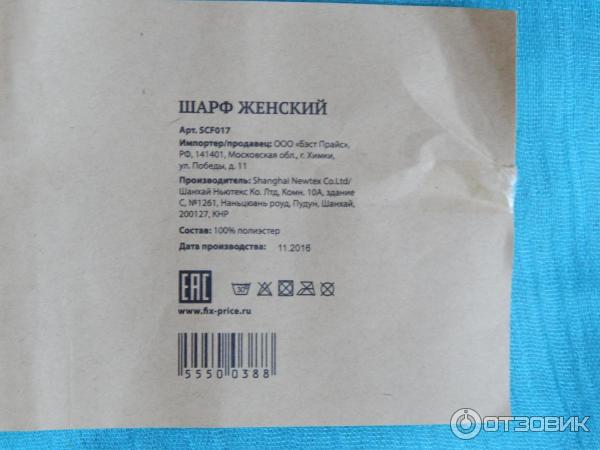 ШАРФ ЖЕНСКИЙ
Арт. SCF017
Импортер/продавец: ООО «Бэст Прайс»,
РФ, 141401, Московская обл., г. Химки,
ул. Победы, д. 11
Производитель: Shanghai Newtex Co.Ltd/
Шанхай Ньютекс Ко. Лтд, Комн. 10А, здание
С, №1261, Наньцюань роуд, Пудун, Шанхай,
200127, КНР
Состав: 100% полиэстер
Дата производства: 11.2016
ЕАС 30°
www.fix-price.ru
55500388
ОТЗОВИК